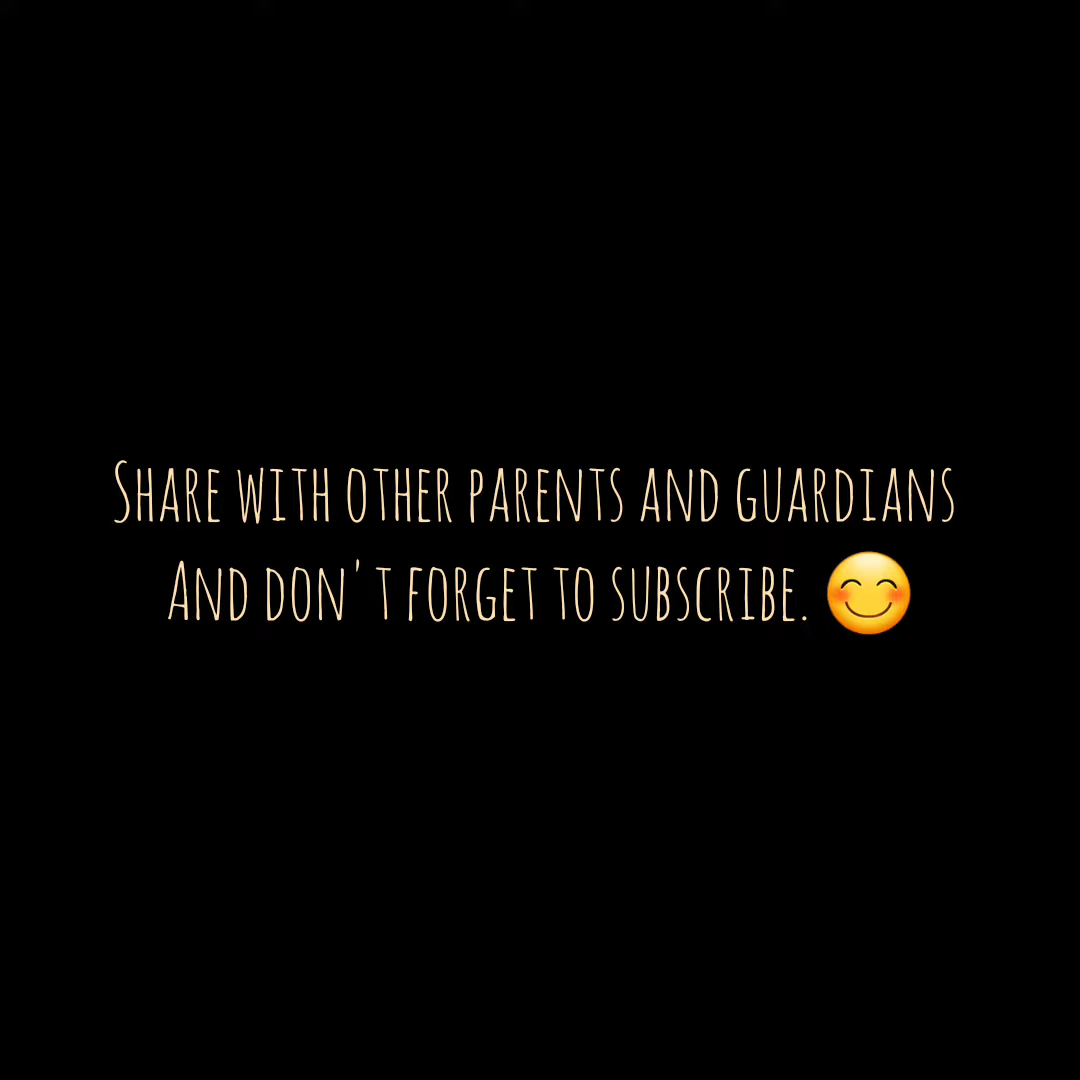 Share with other parents and guardians
And don't forget to subscribe. 😊